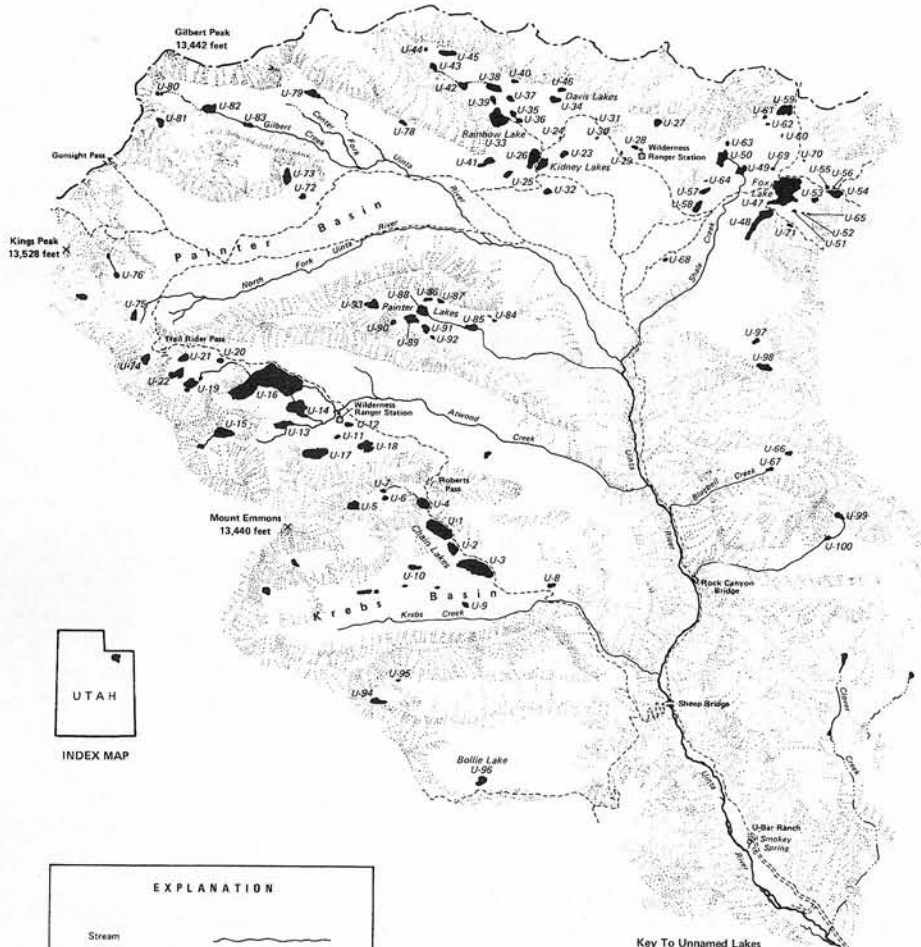 Gilbert Peak
13,442 feet
U-44
U-45
U-43
U-42
U-38
U-40
U-46
U-39
U-37
Davis Lakes
U-35
U-34
U-36
Rainbow Lake
U-33
U-24
U-31
U-30
U-27
U-28
U-29
Wilderness
Ranger Station
U-59
U-61
U-62
U-60
U-63
U-50
U-49
U-69
U-70
U-55
U-56
U-54
U-53
Fox
Lake
U-47
U-48
U-65
U-52
U-51
U-71
U-64
U-57
U-58
U-68
U-80
U-79
U-82
U-81
U-83
Gilbert
Creek
Center
Fork
Uinta
River
U-78
U-41
U-26
U-23
Kidney Lakes
U-25
U-32
Gunsight Pass
U-73
U-72
Kings Peak
13,528 feet
U-76
Painter Basin
North Fork Uinta River
Shale Creek
U-75
U-93
U-88
U-86
U-87
Painter Lakes
U-85
U-84
U-90
U-91
U-89
U-92
Trail Rider Pass
U-74
U-21
U-20
U-22
U-19
U-16
U-14
U-15
U-13
Wilderness
Ranger Station
U-12
U-11
U-17
U-18
Atwood
Creek
Uinta
River
U-97
U-98
U-66
U-67
Bluebell Creek
U-99
U-100
U-7
U-6
U-5
U-4
Roberts
Pass
U-1
U-2
U-3
Chain Lakes
Mount Emmons
13,440 feet
U-10
U-8
U-9
Krebs Basin
Krebs Creek
Rock Canyon
Bridge
UTAH
INDEX MAP
U-95
U-94
Sheep Bridge
Bollie Lake
U-96
Clover
Creek
Uinta
River
U-Bar Ranch
Smokey
Spring
EXPLANATION
Stream
Key To Unnamed Lakes